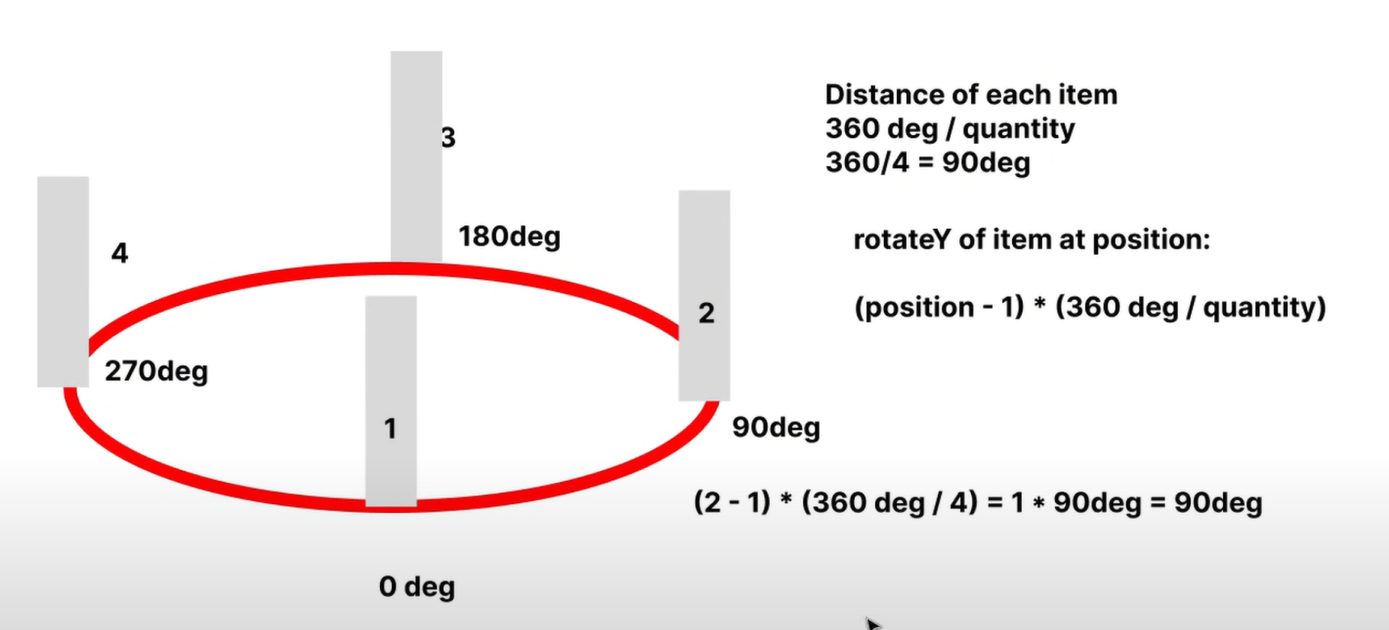 3
Distance of each item
360 deg / quantity
360/4 = 90deg
4
180deg
rotateY of item at position:
2
(position - 1) * (360 deg / quantity)
270deg
1
90deg
(2 - 1) * (360 deg / 4) = 1 * 90deg = 90deg
0 deg